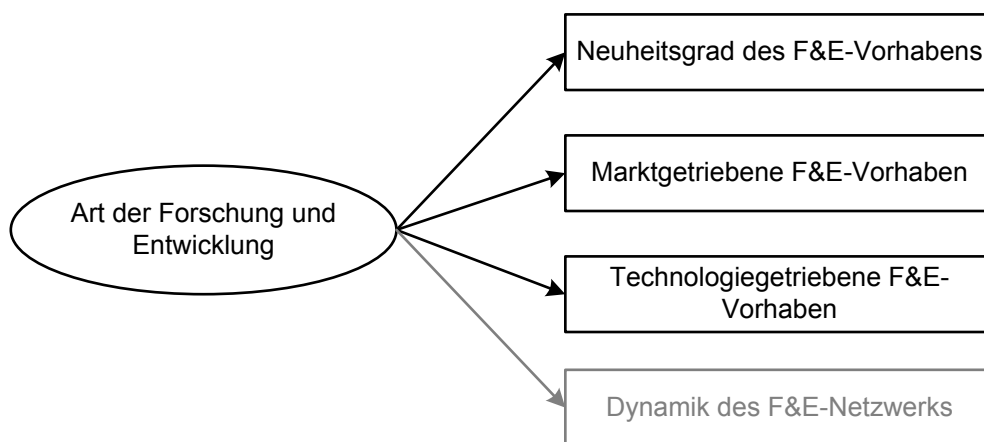 Neuheitsgrad des F&E-Vorhabens
Marktgetriebene F&E-Vorhaben
Art der Forschung und
Entwicklung
Technologiegetriebene F&E-
Vorhaben
Dynamik des F&E-Netzwerks